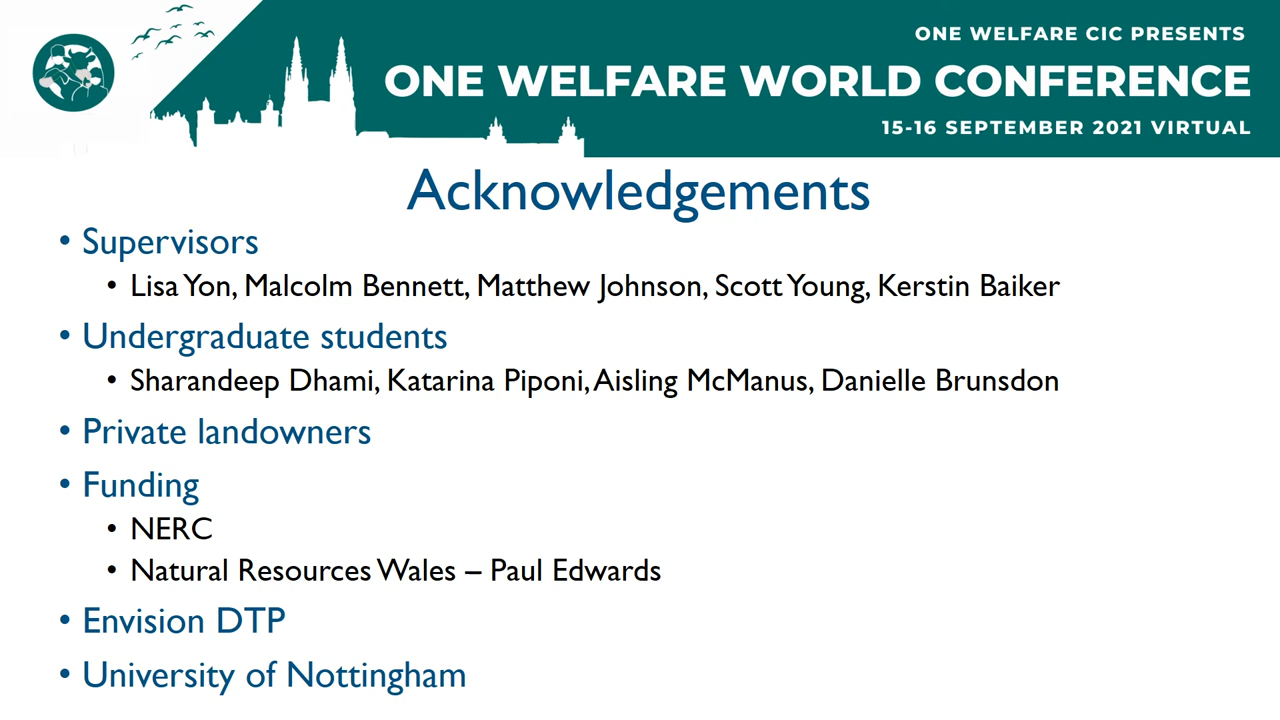 ONE WELFARE CIC PRESENTS
ONE WELFARE WORLD CONFERENCE
15-16 SEPTEMBER 2021 VIRTUAL
Acknowledgements
• Supervisors
• Lisa Yon, Malcolm Bennett, Matthew Johnson, Scott Young, Kerstin Baiker
• Undergraduate students
• Sharandeep Dhami, Katarina Piponi, Aisling McManus, Danielle Brunsdon
• Private landowners
• Funding
• NERC
• Natural Resources Wales – Paul Edwards
• Envision DTP
• University of Nottingham